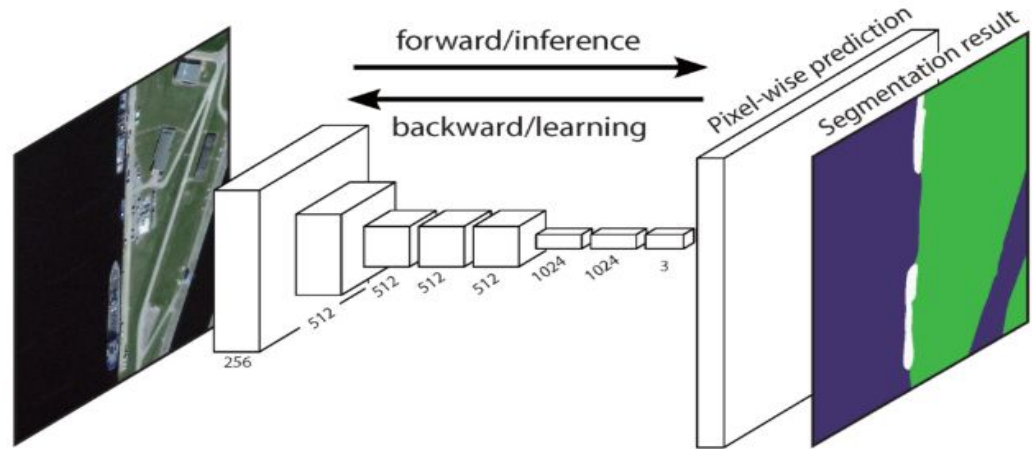 forward/inference
backward/learning
Pixel-wise prediction
Segmentation result
256
512
512
512
512
1024
1024
3